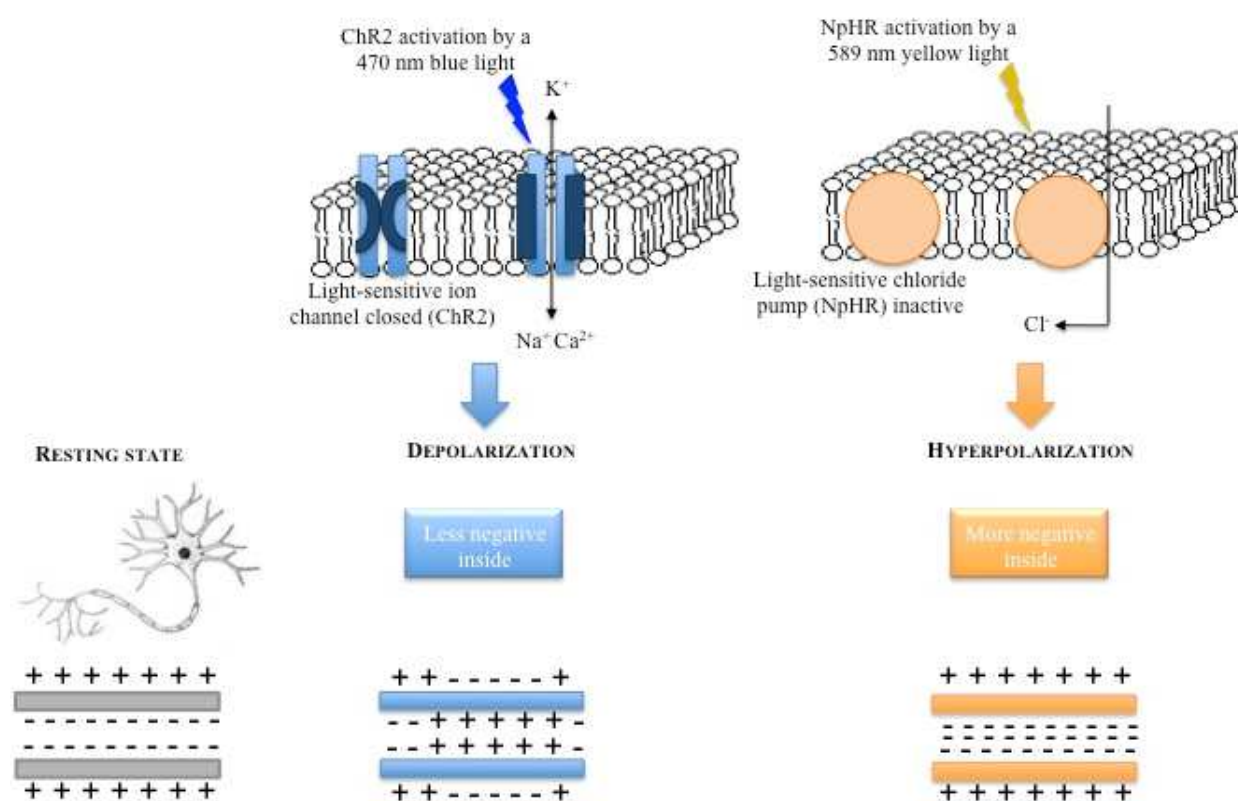 ChR2 activation by a
470 nm blue light
K⁺
Light-sensitive ion
channel closed (ChR2)
Na⁺ Ca²⁺
NpHR activation by a
589 nm yellow light
Light-sensitive chloride
pump (NpHR) inactive
Cl⁻
RESTING STATE
DEPOLARIZATION
HYPERPOLARIZATION
Less negative
inside
More negative
inside
+ + + + + + +
- - - - - - - - - -
- - - - - - - - - -
+ + + + + + +
+ + - - - - - +
- - + + + + + -
- - + + + + + -
+ + - - - - - +
+ + + + + + +
- - - - - - - - - -
- - - - - - - - - -
- - - - - - - - - -
+ + + + + + +